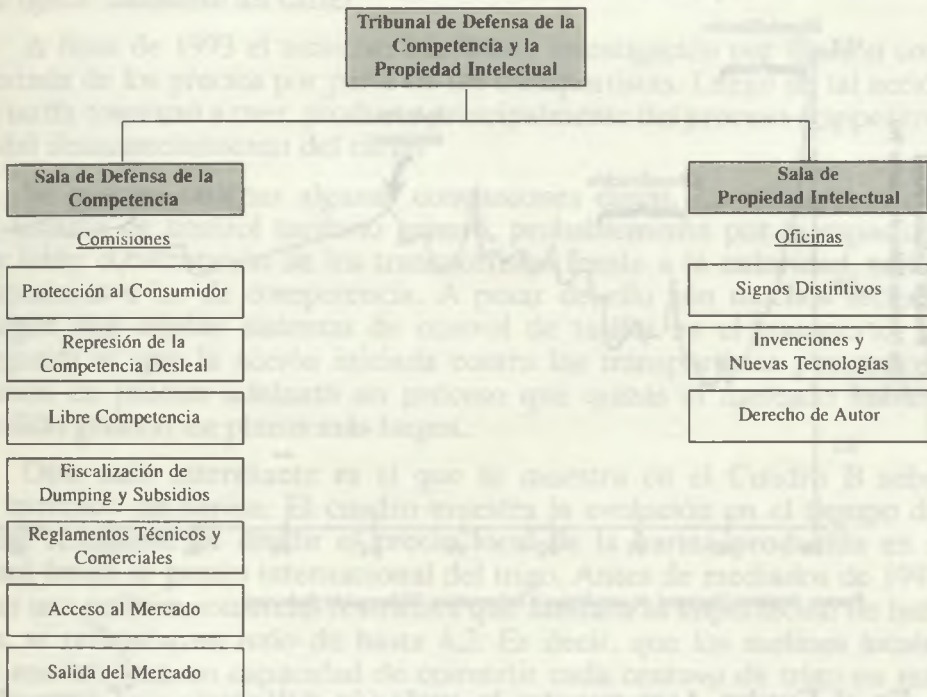 Tribunal de Defensa de la
Competencia y la
Propiedad Intelectual
Sala de Defensa de la
Competencia
Comisiones
Protección al Consumidor
Represión de la
Competencia Desleal
Libre Competencia
Fiscalización de
Dumping y Subsidios
Reglamentos Técnicos y
Comerciales
Acceso al Mercado
Salida del Mercado
Sala de
Propiedad Intelectual
Oficinas
Signos Distintivos
Invenciones y
Nuevas Tecnologías
Derecho de Autor